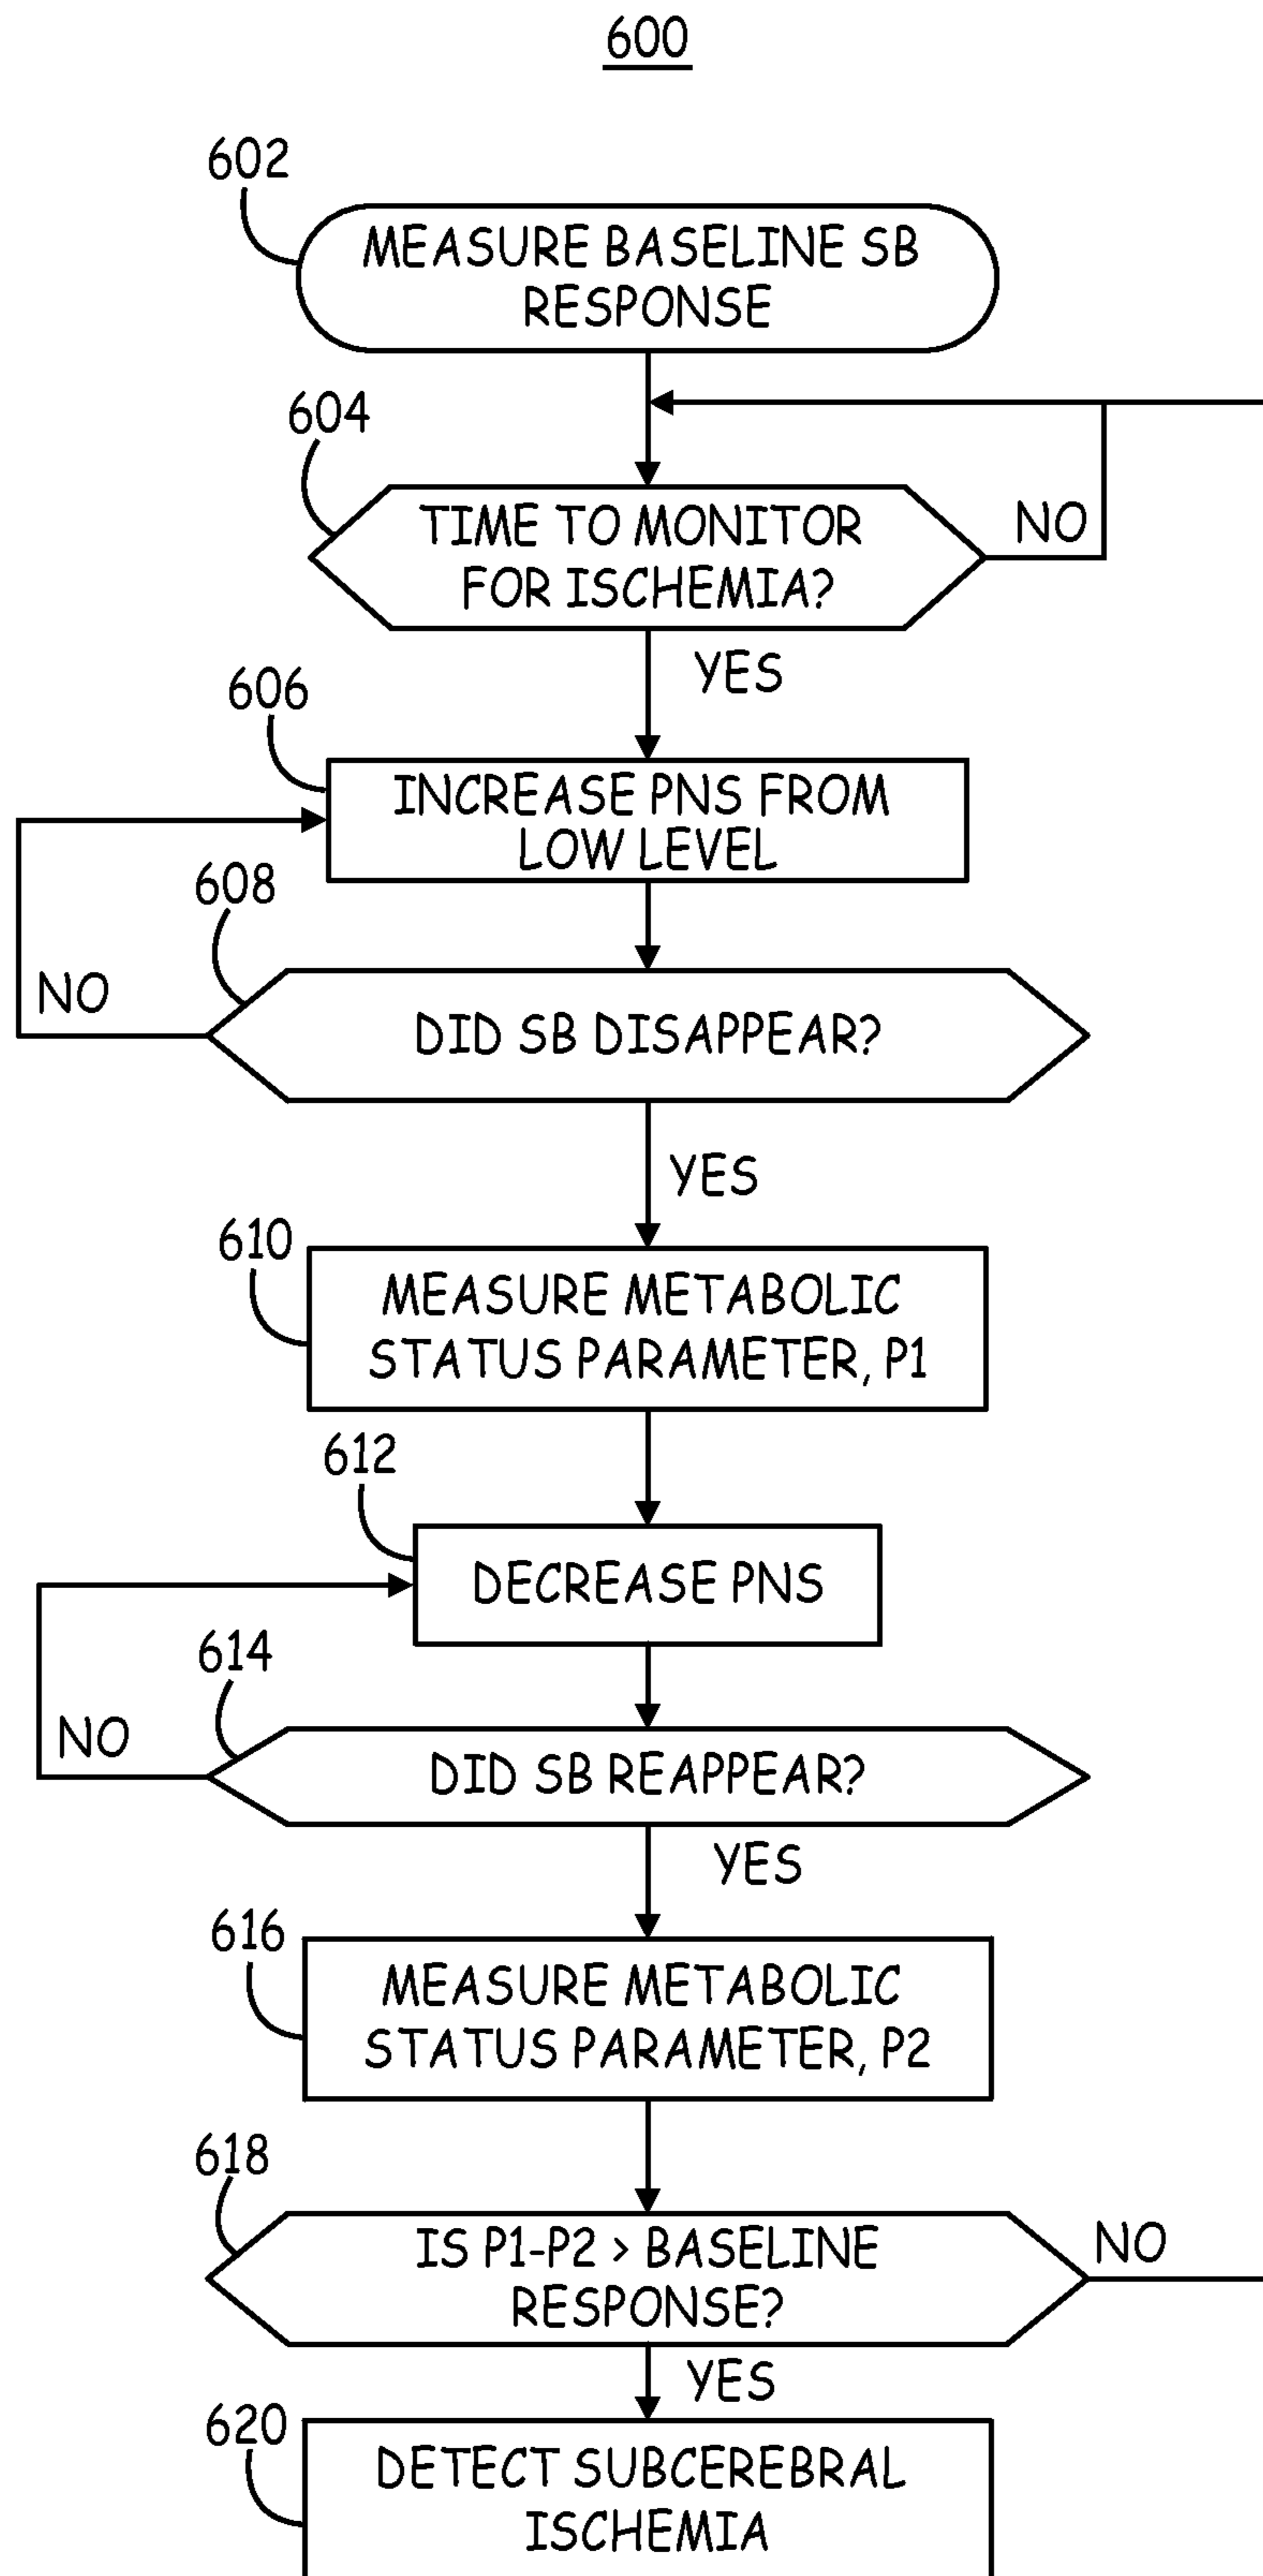 600
602
MEASURE BASELINE SB
RESPONSE
604
TIME TO MONITOR
FOR ISCHEMIA?
NO
YES
606
INCREASE PNS FROM
LOW LEVEL
608
NO
DID SB DISAPPEAR?
YES
610
MEASURE METABOLIC
STATUS PARAMETER, P1
612
DECREASE PNS
614
NO
DID SB REAPPEAR?
YES
616
MEASURE METABOLIC
STATUS PARAMETER, P2
618
IS P1-P2 > BASELINE
RESPONSE?
NO
YES
620
DETECT SUBCEREBRAL
ISCHEMIA